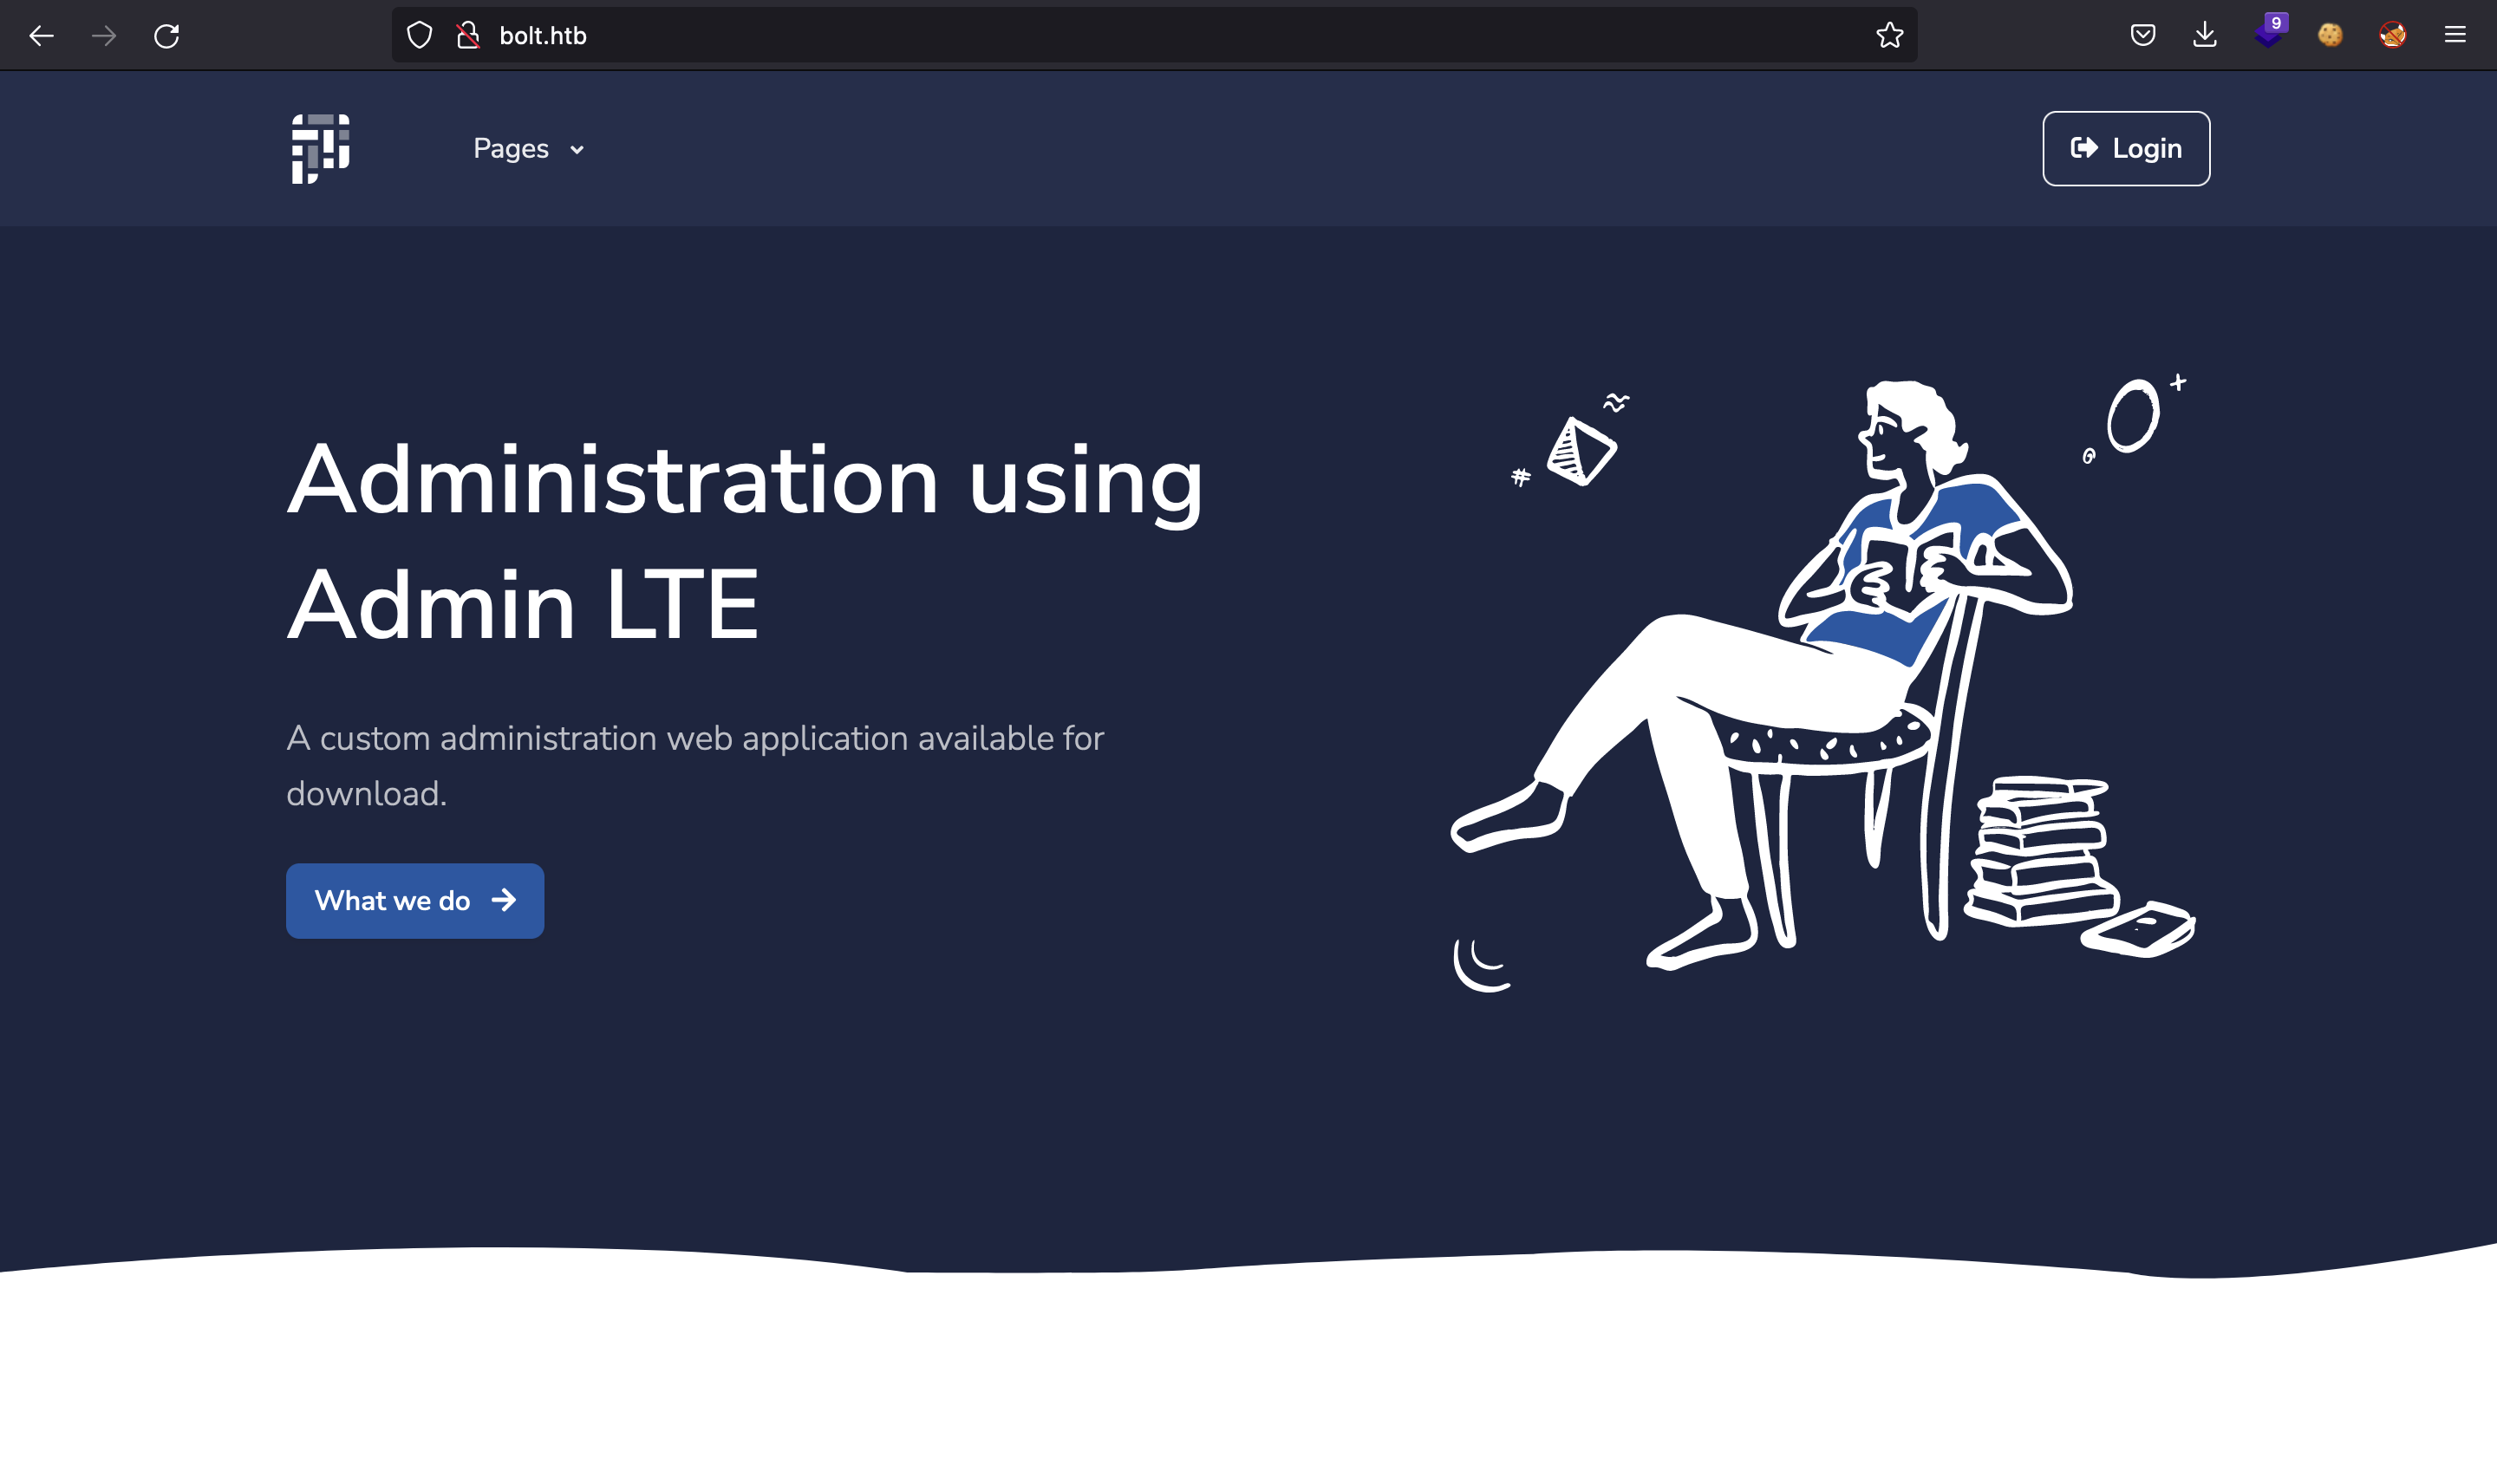 bolt.htb
9
Pages
Login
Administration using
Admin LTE
A custom administration web application available for
download.
What we do